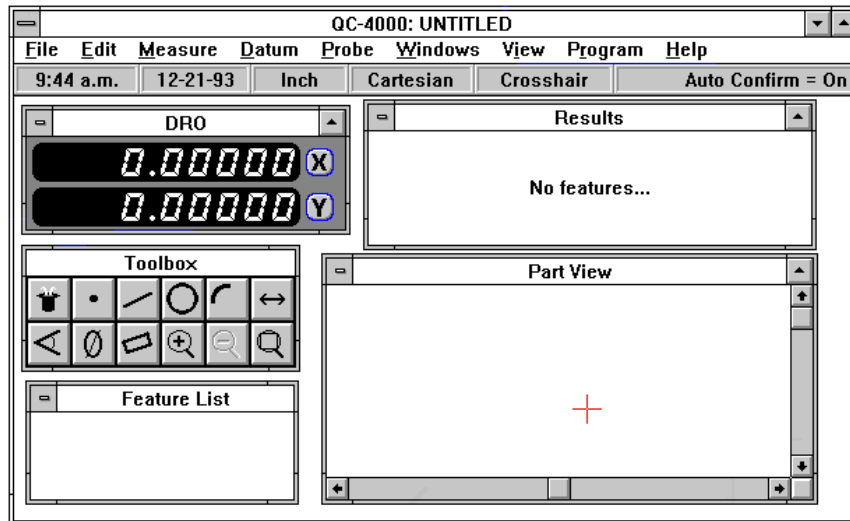 QC-4000: UNTITLED
File Edit Measure Datum Probe Windows View Program Help
9:44 a.m. 12-21-93 Inch Cartesian Crosshair Auto Confirm = On
DRO
0.00000 X
0.00000 Y
Results
No features...
Toolbox
Part View
Feature List